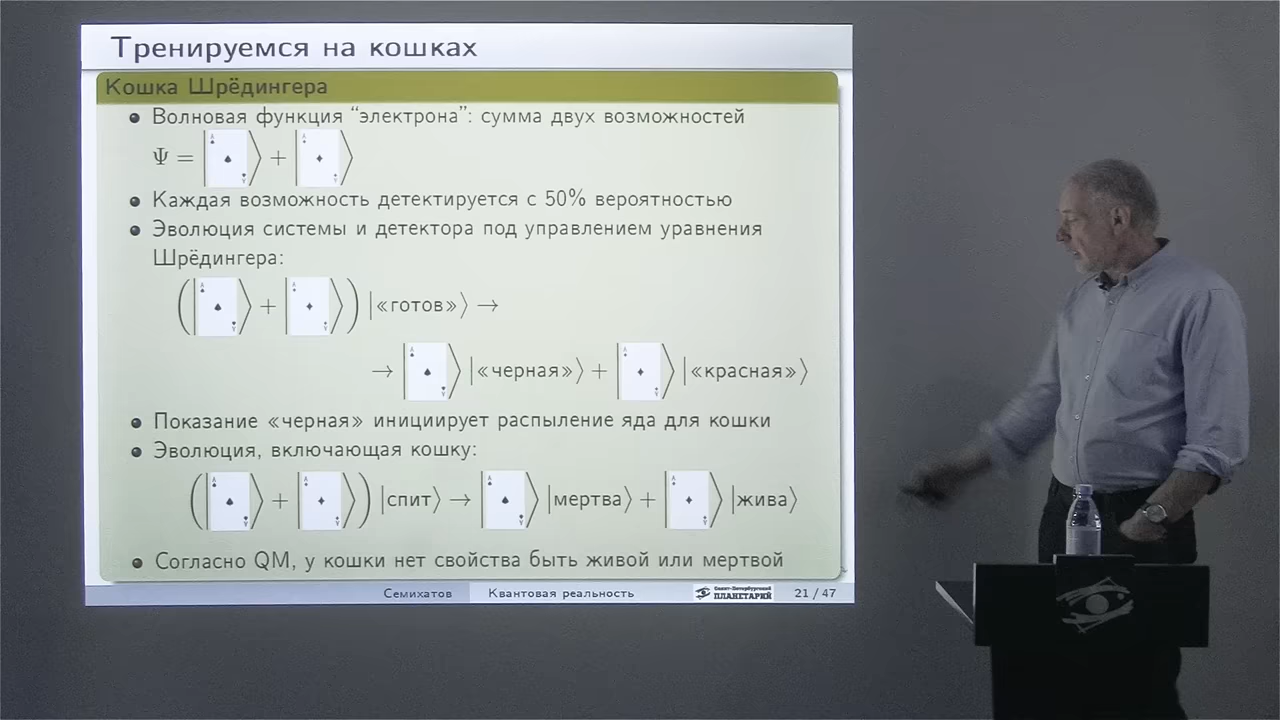 Тренируемся на кошках
Кошка Шрёдингера
Волновая функция “электрона”: сумма двух возможностей
Ψ = |A♠⟩ + |A♦⟩
Каждая возможность детектируется с 50% вероятностью
Эволюция системы и детектора под управлением уравнения
Шрёдингера:
(|A♠⟩ + |A♦⟩) |«готов»⟩ →
→ |A♠⟩ |«черная»⟩ + |A♦⟩ |«красная»⟩
Показание «черная» инициирует распыление яда для кошки
Эволюция, включающая кошку:
(|A♠⟩ + |A♦⟩) |спит⟩ → |A♠⟩ |мертва⟩ + |A♦⟩ |жива⟩
Согласно QM, у кошки нет свойства быть живой или мертвой
Семихатов Квантовая реальность Санкт-Петербургский ПЛАНЕТАРИЙ 21 / 47